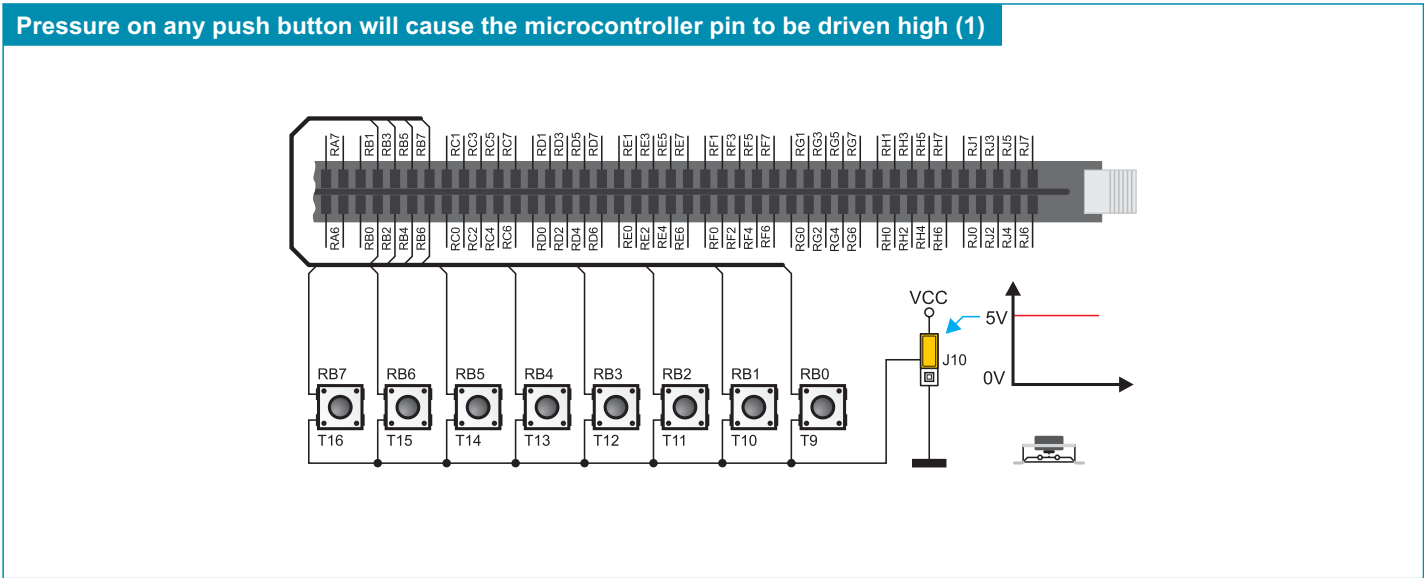 Pressure on any push button will cause the microcontroller pin to be driven high (1)
RA7 RB1 RB3 RB5 RB7 RC1 RC3 RC5 RC7 RD1 RD3 RD5 RD7 RE1 RE3 RE5 RE7 RF1 RF3 RF5 RF7 RG1 RG3 RG5 RG7 RH1 RH3 RH5 RH7 RJ1 RJ3 RJ5 RJ7
RA6 RB0 RB2 RB4 RB6 RC0 RC2 RC4 RC6 RD0 RD2 RD4 RD6 RE0 RE2 RE4 RE6 RF0 RF2 RF4 RF6 RG0 RG2 RG4 RG6 RH0 RH2 RH4 RH6 RJ0 RJ2 RJ4 RJ6
VCC
5V
J10
0V
RB7 RB6 RB5 RB4 RB3 RB2 RB1 RB0
T16 T15 T14 T13 T12 T11 T10 T9